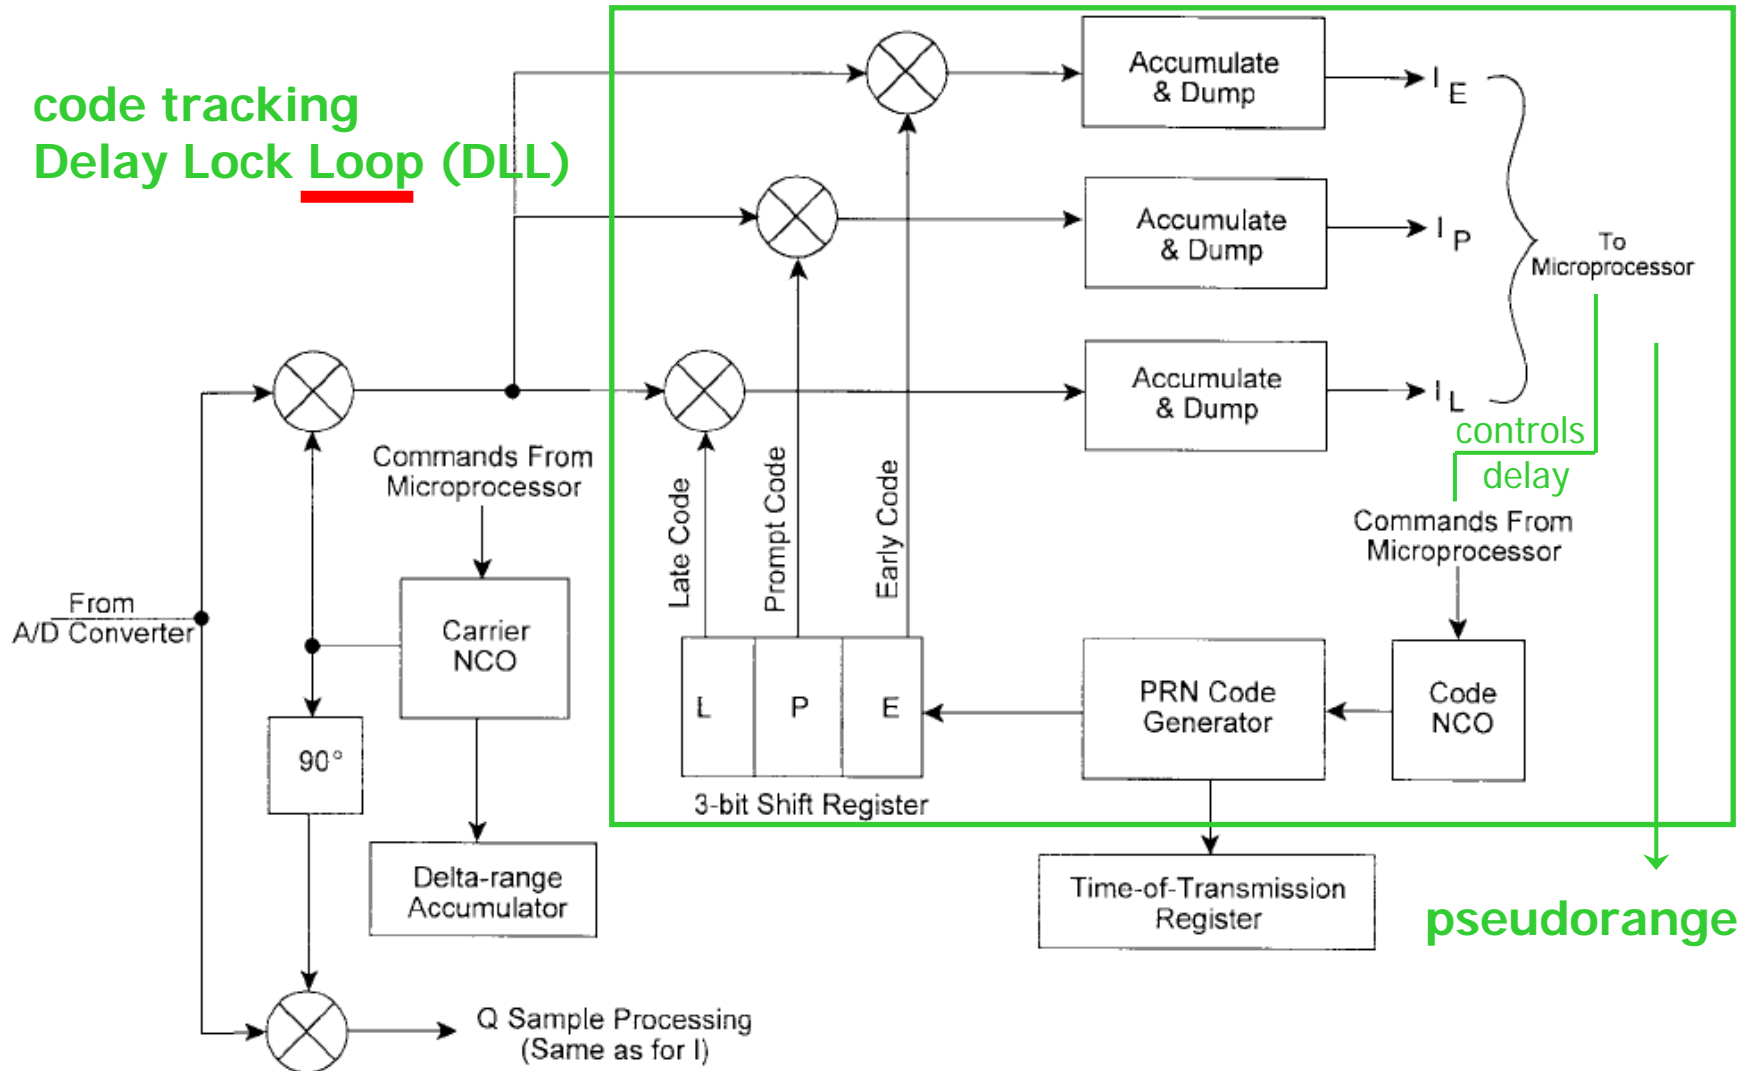 code tracking
Delay Lock Loop (DLL)
Accumulate
& Dump
I E
Accumulate
& Dump
I P
To
Microprocessor
Accumulate
& Dump
I L
controls
delay
Commands From
Microprocessor
Late Code
Prompt Code
Early Code
Commands From
Microprocessor
From
A/D Converter
Carrier
NCO
L P E
PRN Code
Generator
Code
NCO
90°
3-bit Shift Register
Delta-range
Accumulator
Time-of-Transmission
Register
pseudorange
Q Sample Processing
(Same as for I)